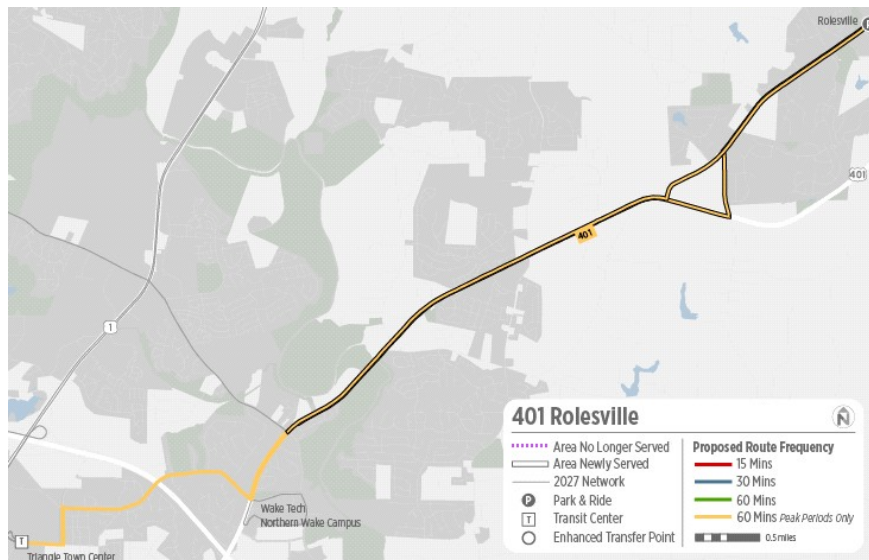 Rolesville
P
401
401
1
Wake Tech
Northern Wake Campus
T
Triangle Town Center
401 Rolesville
N
Area No Longer Served
Area Newly Served
2027 Network
P Park & Ride
T Transit Center
Enhanced Transfer Point
Proposed Route Frequency
15 Mins
30 Mins
60 Mins
60 Mins Peak Periods Only
0.5 miles